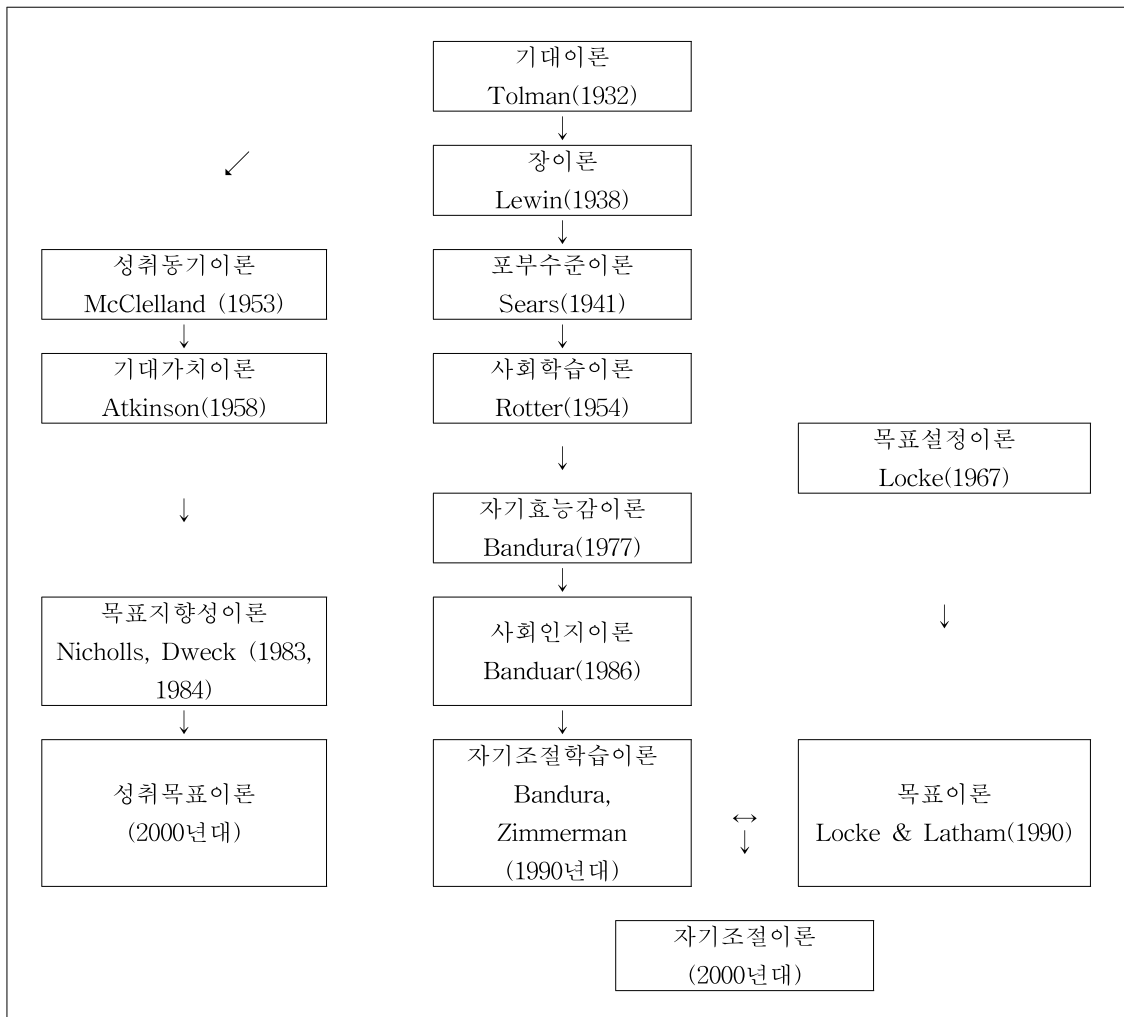 기대이론
Tolman(1932)
↓
↙
장이론
Lewin(1938)
↓
성취동기이론
McClelland (1953)
포부수준이론
Sears(1941)
↓
↓
기대가치이론
Atkinson(1958)
사회학습이론
Rotter(1954)
목표설정이론
Locke(1967)
↓
↓
자기효능감이론
Bandura(1977)
↓
목표지향성이론
Nicholls, Dweck (1983,
1984)
사회인지이론
Banduar(1986)
↓
↓
↓
성취목표이론
(2000년대)
자기조절학습이론
Bandura,
Zimmerman
(1990년대)
↔
↓
목표이론
Locke & Latham(1990)
자기조절이론
(2000년대)